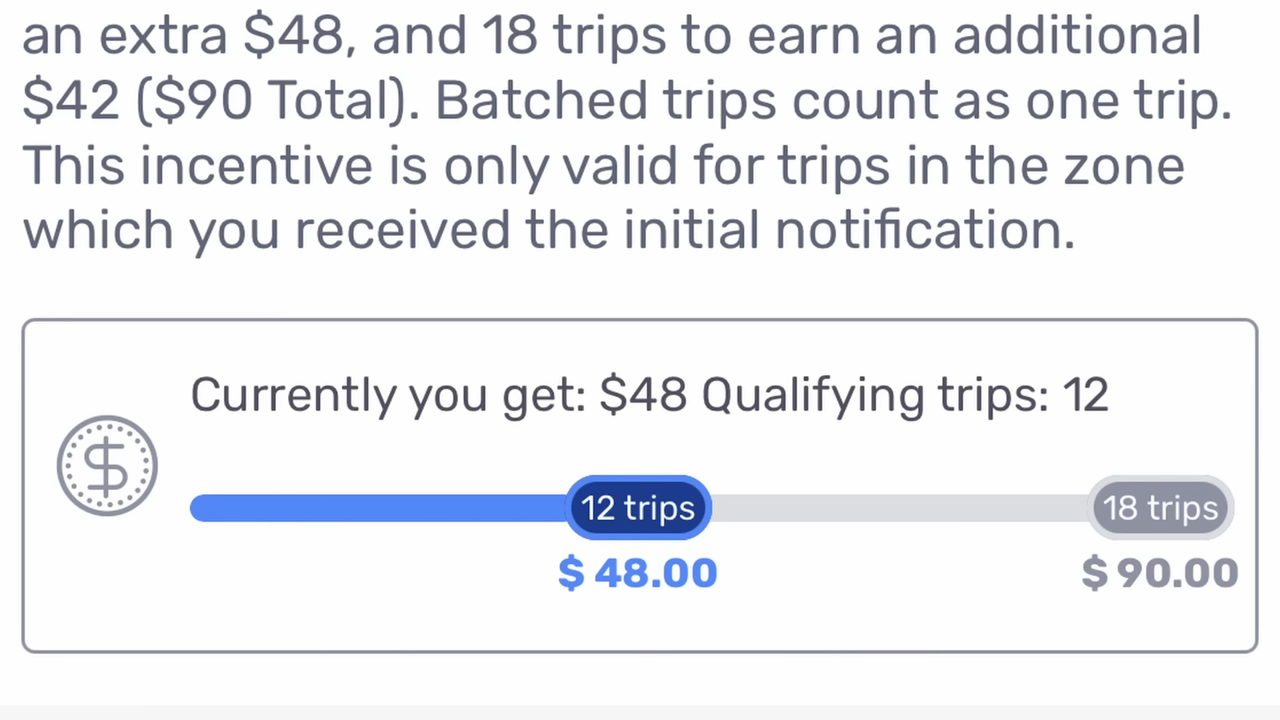 an extra $48, and 18 trips to earn an additional
$42 ($90 Total). Batched trips count as one trip.
This incentive is only valid for trips in the zone
which you received the initial notification.
Currently you get: $48 Qualifying trips: 12
12 trips
18 trips
$ 48.00
$ 90.00